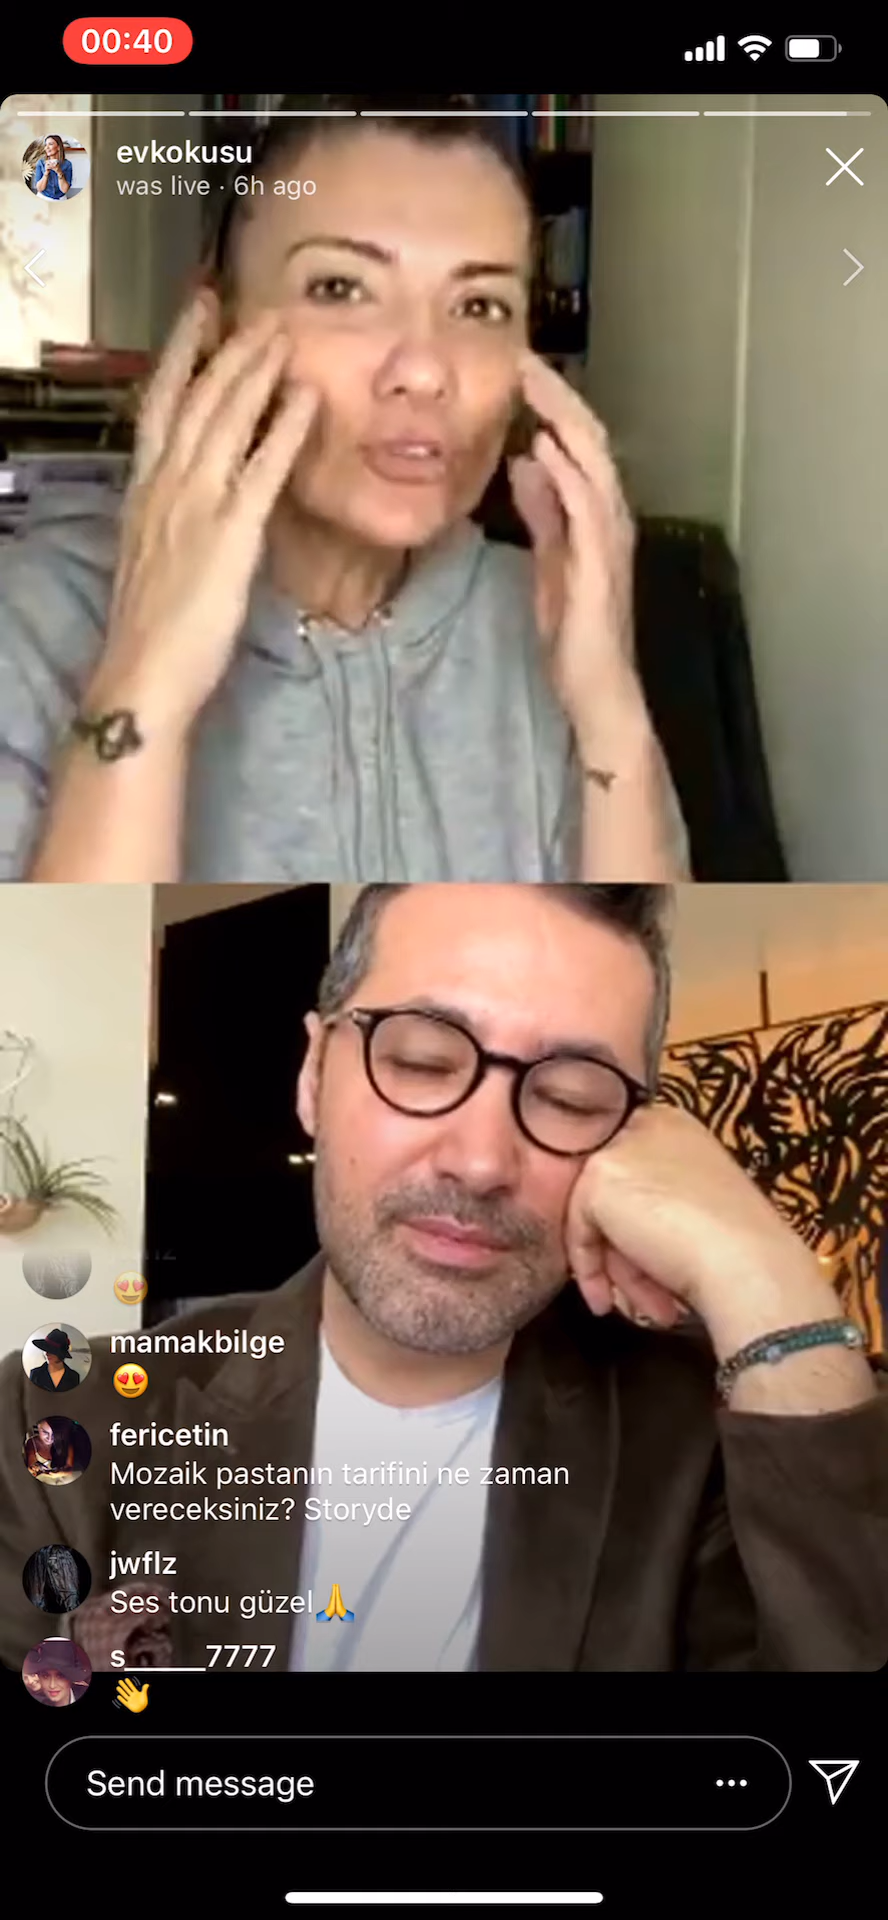 00:40
evkokusu
was live · 6h ago
mamakbilge
😍
fericetin
Mozaik pastanın tarifini ne zaman
vereceksiniz? Storyde
jwflz
Ses tonu güzel🙏
s_____7777
👋
Send message